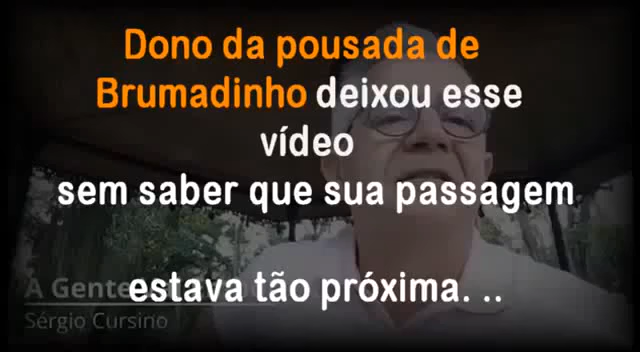 Dono da pousada de
Brumadinho deixou esse
vídeo
sem saber que sua passagem
estava tão próxima. ..
A Gente
Sérgio Cursino